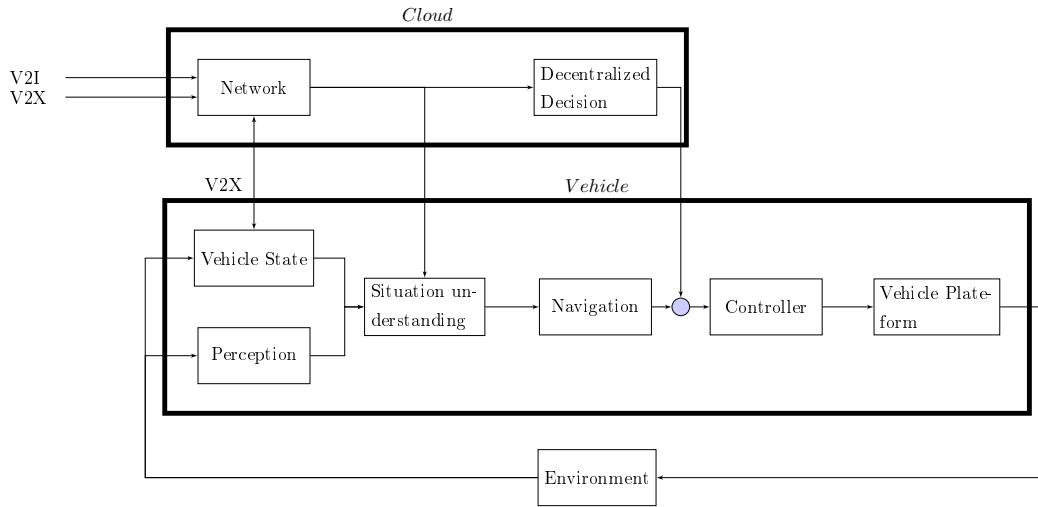 Cloud
V2I
V2X
Network
Decentralized
Decision
V2X
Vehicle
Vehicle State
Situation un-
derstanding
Navigation
Controller
Vehicle Plate-
form
Perception
Environment